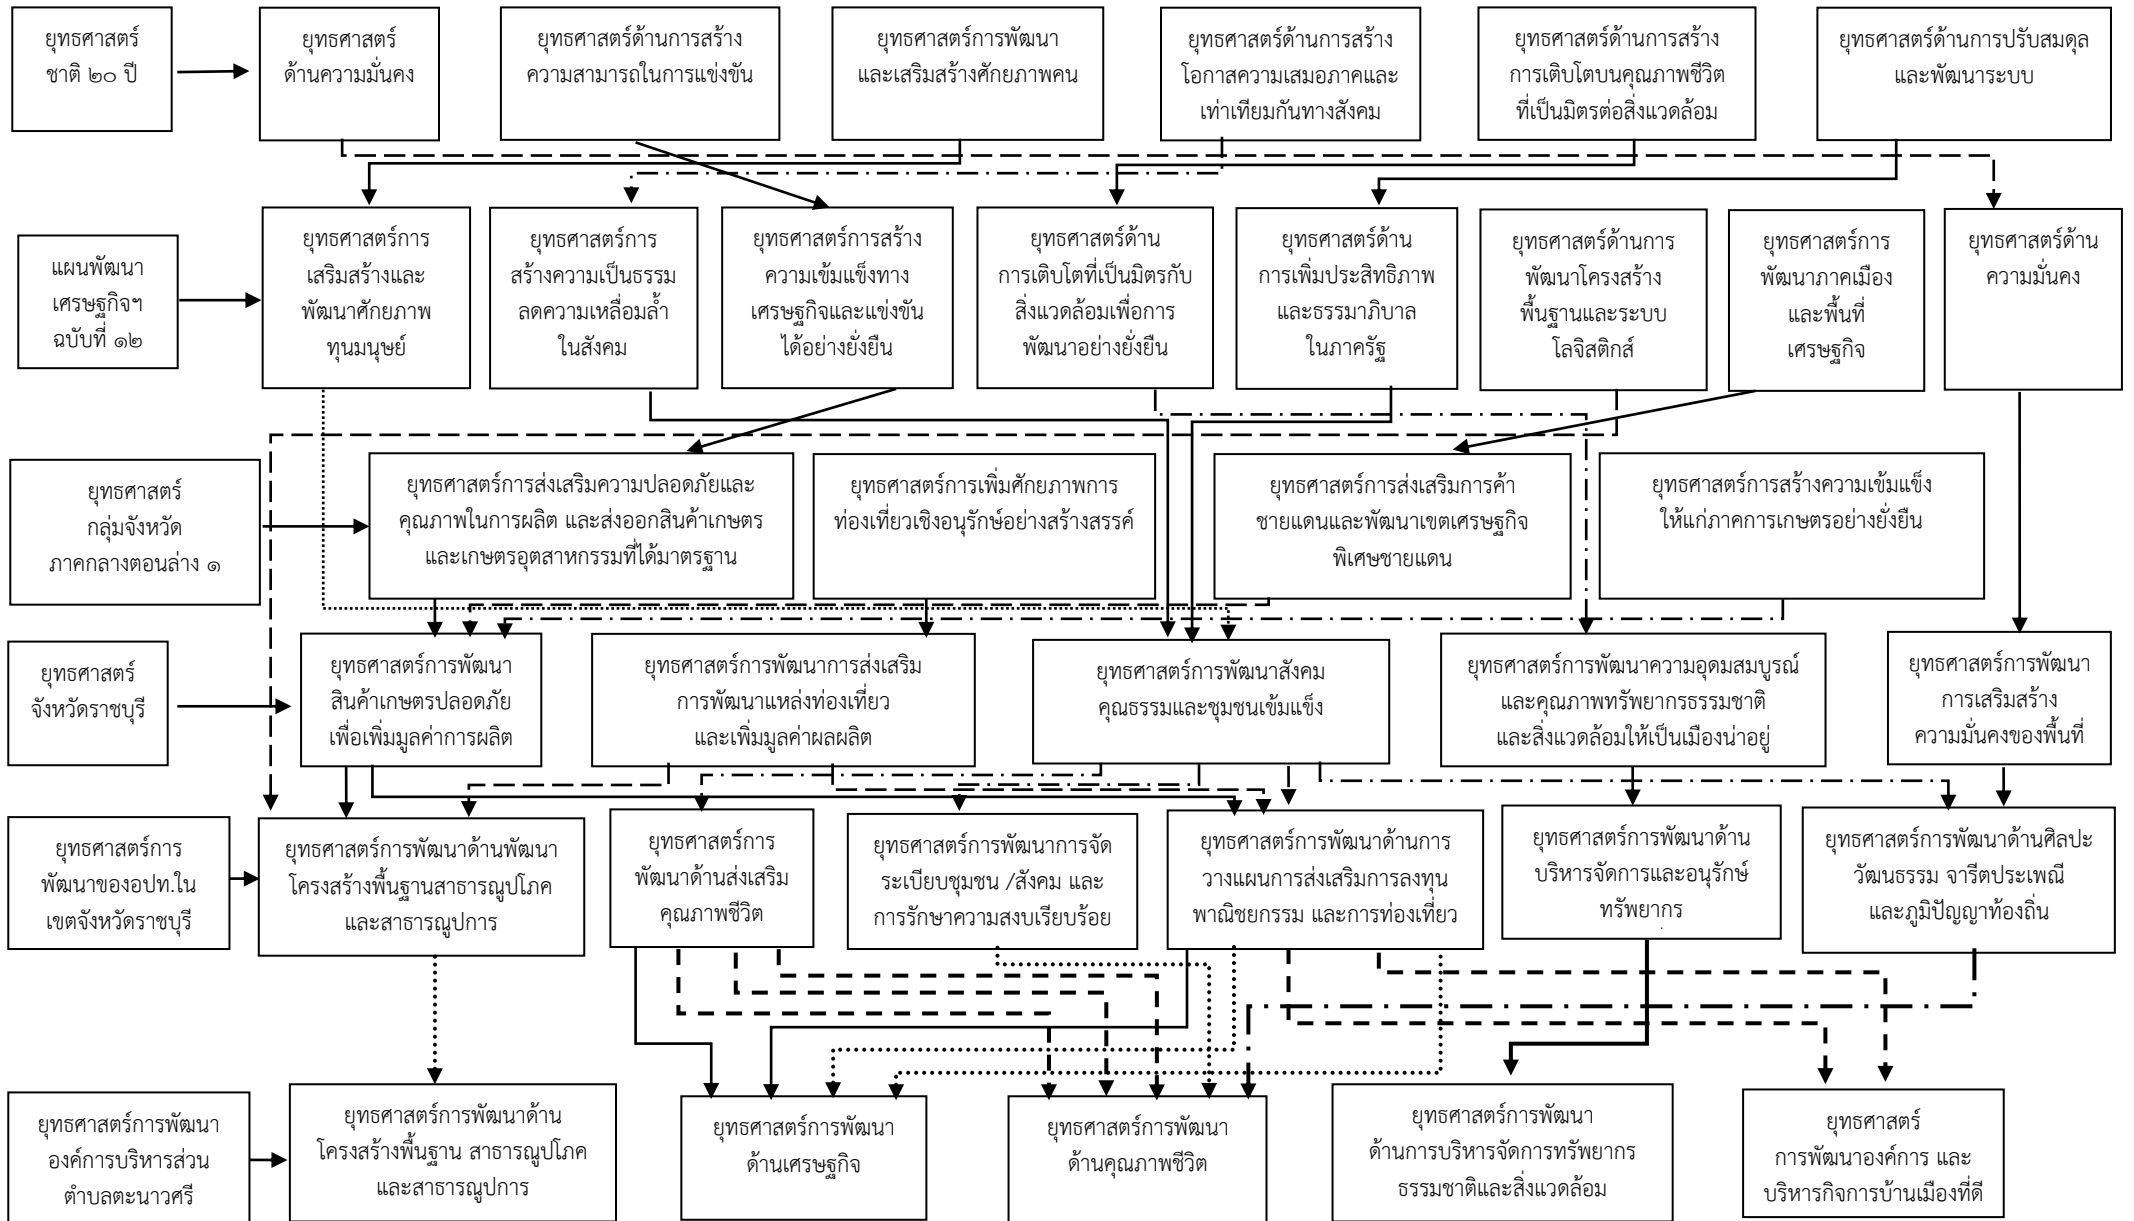 ยุทธศาสตร์
ชาติ ๒๐ ปี
ยุทธศาสตร์
ด้านความมั่นคง
ยุทธศาสตร์ด้านการสร้าง
ความสามารถในการแข่งขัน
ยุทธศาสตร์การพัฒนา
และเสริมสร้างศักยภาพคน
ยุทธศาสตร์ด้านการสร้าง
โอกาสความเสมอภาคและ
เท่าเทียมกันทางสังคม
ยุทธศาสตร์ด้านการสร้าง
การเติบโตบนคุณภาพชีวิต
ที่เป็นมิตรต่อสิ่งแวดล้อม
ยุทธศาสตร์ด้านการปรับสมดุล
และพัฒนาระบบ
แผนพัฒนา
เศรษฐกิจฯ
ฉบับที่ ๑๒
ยุทธศาสตร์การ
เสริมสร้างและ
พัฒนาศักยภาพ
ทุนมนุษย์
ยุทธศาสตร์การ
สร้างความเป็นธรรม
ลดความเหลื่อมล้ำ
ในสังคม
ยุทธศาสตร์การสร้าง
ความเข้มแข็งทาง
เศรษฐกิจและแข่งขัน
ได้อย่างยั่งยืน
ยุทธศาสตร์ด้าน
การเติบโตที่เป็นมิตรกับ
สิ่งแวดล้อมเพื่อการ
พัฒนาอย่างยั่งยืน
ยุทธศาสตร์ด้าน
การเพิ่มประสิทธิภาพ
และธรรมาภิบาล
ในภาครัฐ
ยุทธศาสตร์ด้านการ
พัฒนาโครงสร้าง
พื้นฐานและระบบ
โลจิสติกส์
ยุทธศาสตร์การ
พัฒนาภาคเมือง
และพื้นที่
เศรษฐกิจ
ยุทธศาสตร์ด้าน
ความมั่นคง
ยุทธศาสตร์
กลุ่มจังหวัด
ภาคกลางตอนล่าง ๑
ยุทธศาสตร์การส่งเสริมความปลอดภัยและ
คุณภาพในการผลิต และส่งออกสินค้าเกษตร
และเกษตรอุตสาหกรรมที่ได้มาตรฐาน
ยุทธศาสตร์การเพิ่มศักยภาพการ
ท่องเที่ยวเชิงอนุรักษ์อย่างสร้างสรรค์
ยุทธศาสตร์การส่งเสริมการค้า
ชายแดนและพัฒนาเขตเศรษฐกิจ
พิเศษชายแดน
ยุทธศาสตร์การสร้างความเข้มแข็ง
ให้แก่ภาคการเกษตรอย่างยั่งยืน
ยุทธศาสตร์
จังหวัดราชบุรี
ยุทธศาสตร์การพัฒนา
สินค้าเกษตรปลอดภัย
เพื่อเพิ่มมูลค่าการผลิต
ยุทธศาสตร์การพัฒนาการส่งเสริม
การพัฒนาแหล่งท่องเที่ยว
และเพิ่มมูลค่าผลผลิต
ยุทธศาสตร์การพัฒนาสังคม
คุณธรรมและชุมชนเข้มแข็ง
ยุทธศาสตร์การพัฒนาความอุดมสมบูรณ์
และคุณภาพทรัพยากรธรรมชาติ
และสิ่งแวดล้อมให้เป็นเมืองน่าอยู่
ยุทธศาสตร์การพัฒนา
การเสริมสร้าง
ความมั่นคงของพื้นที่
ยุทธศาสตร์การ
พัฒนาของอปท.ใน
เขตจังหวัดราชบุรี
ยุทธศาสตร์การพัฒนาด้านพัฒนา
โครงสร้างพื้นฐานสาธารณูปโภค
และสาธารณูปการ
ยุทธศาสตร์การ
พัฒนาด้านส่งเสริม
คุณภาพชีวิต
ยุทธศาสตร์การพัฒนาการจัด
ระเบียบชุมชน /สังคม และ
การรักษาความสงบเรียบร้อย
ยุทธศาสตร์การพัฒนาด้านการ
วางแผนการส่งเสริมการลงทุน
พาณิชยกรรม และการท่องเที่ยว
ยุทธศาสตร์การพัฒนาด้าน
บริหารจัดการและอนุรักษ์
ทรัพยากร
ยุทธศาสตร์การพัฒนาด้านศิลปะ
วัฒนธรรม จารีตประเพณี
และภูมิปัญญาท้องถิ่น
ยุทธศาสตร์การพัฒนา
องค์การบริหารส่วน
ตำบลตะนาวศรี
ยุทธศาสตร์การพัฒนาด้าน
โครงสร้างพื้นฐาน สาธารณูปโภค
และสาธารณูปการ
ยุทธศาสตร์การพัฒนา
ด้านเศรษฐกิจ
ยุทธศาสตร์การพัฒนา
ด้านคุณภาพชีวิต
ยุทธศาสตร์การพัฒนา
ด้านการบริหารจัดการทรัพยากร
ธรรมชาติและสิ่งแวดล้อม
ยุทธศาสตร์
การพัฒนาองค์การ และ
บริหารกิจการบ้านเมืองที่ดี